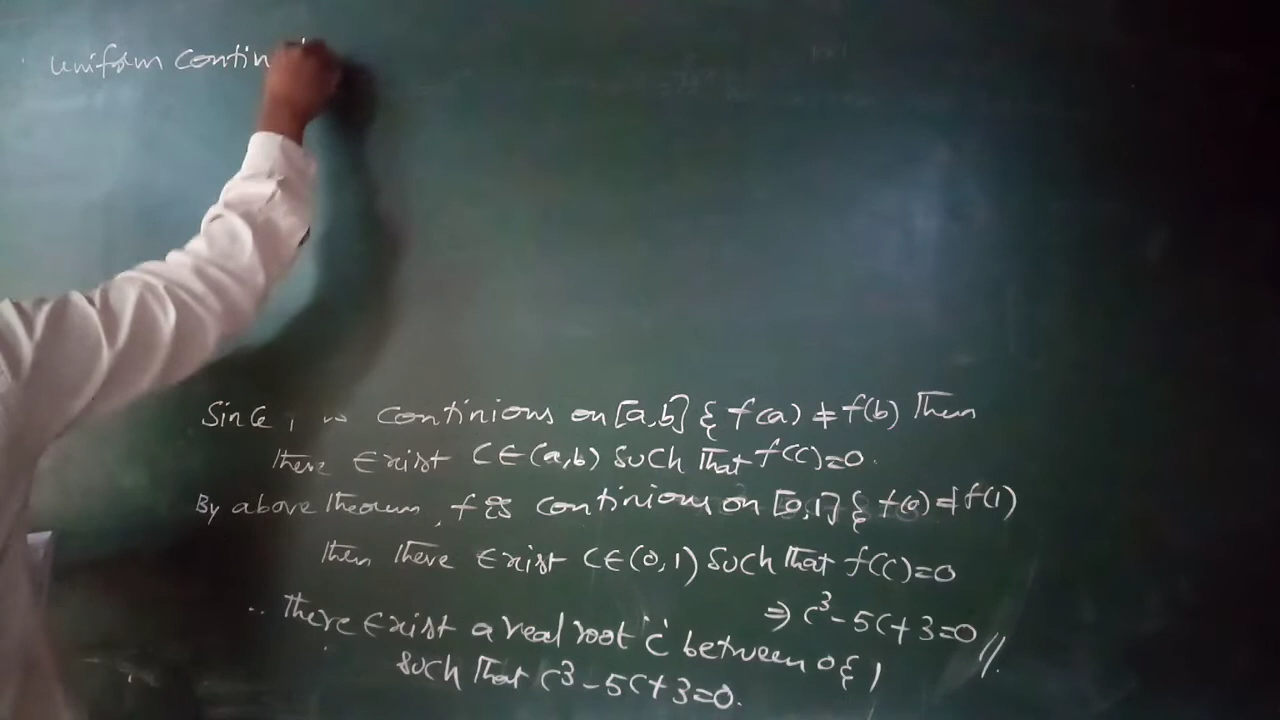 uniform contin
Since, continious on [a,b] & f(a) ≠ f(b) Then
there exist C∈(a,b) such that f(c)=0.
By above theorem, f is continious on [0,1] & f(0) ≠ f(1)
then there exist C∈(0,1) such that f(c)=0
⇒ c³-5c+3=0 //
∴ there exist a real root 'c' between 0 & 1
such that c³-5c+3=0.